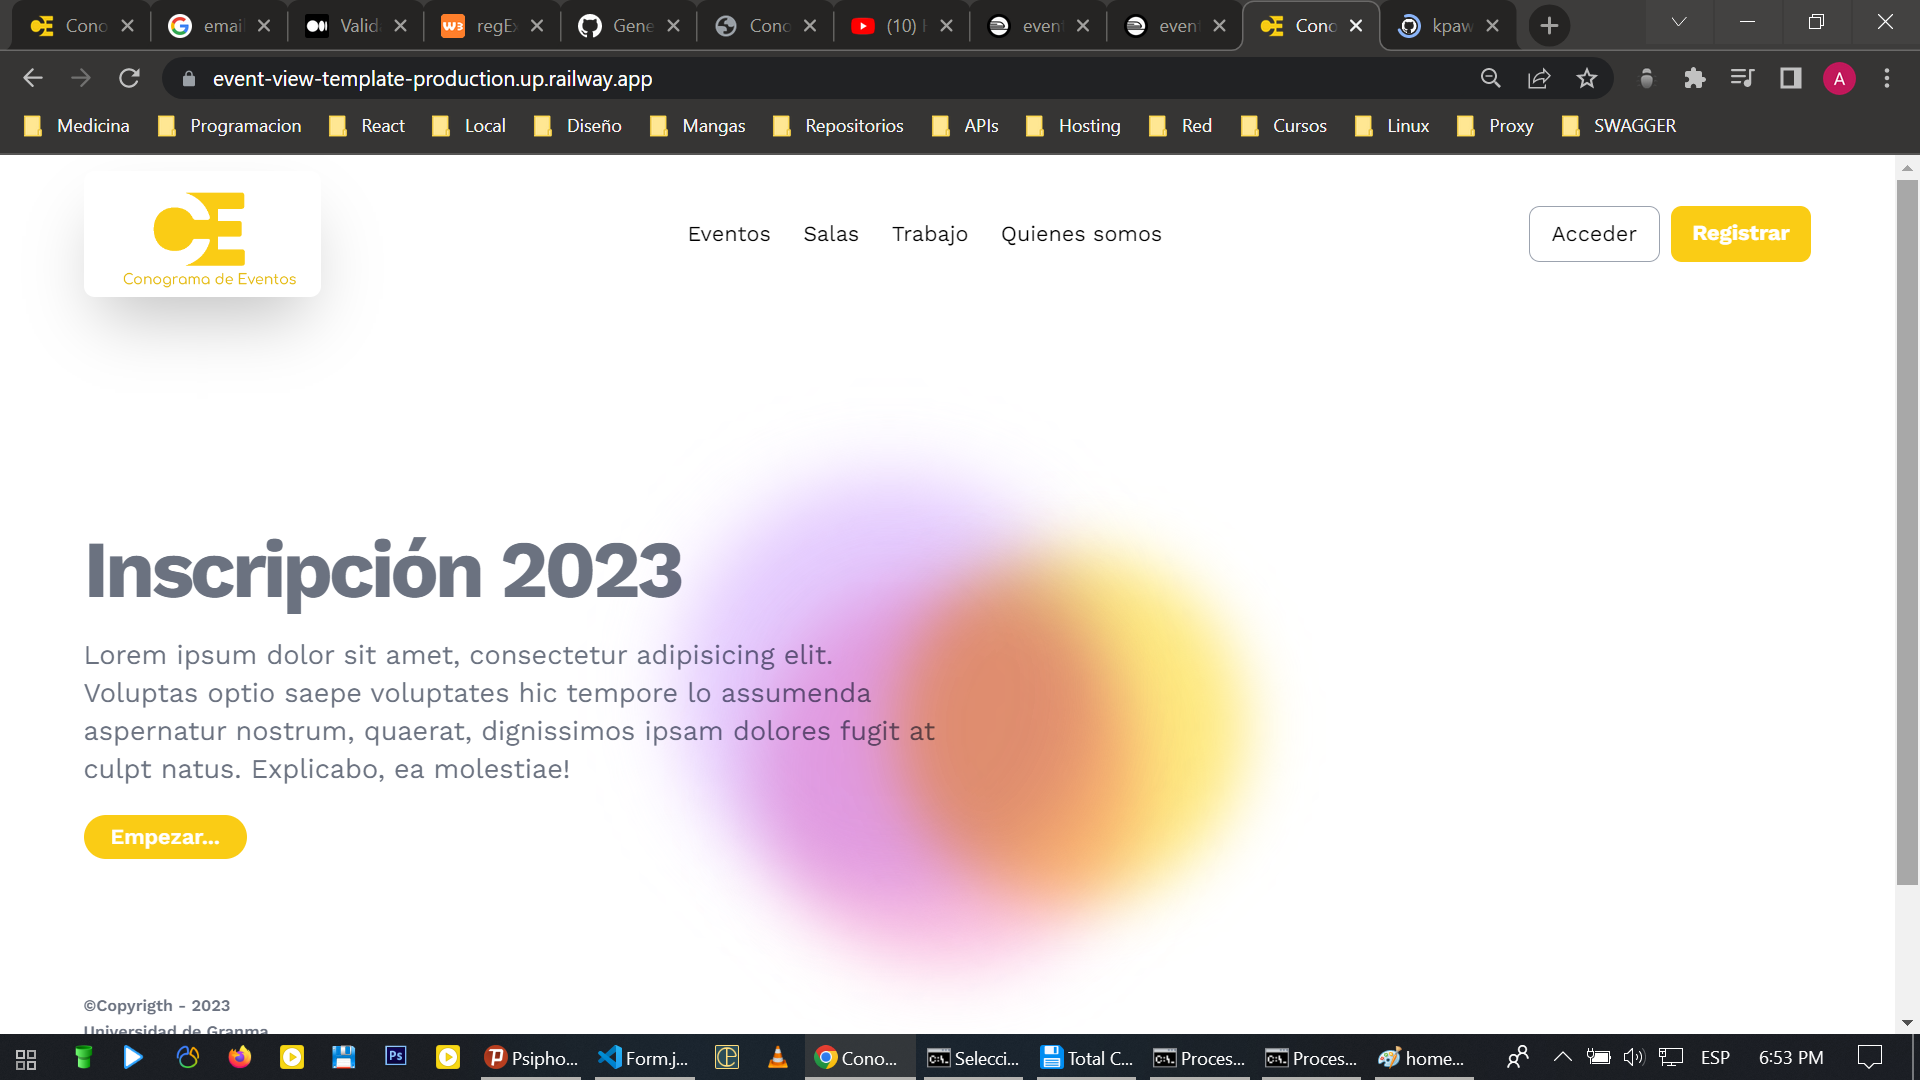 Cono
email
Valid
regEx
Gene
Cono
(10) H
event
event
Cono
kpaw
event-view-template-production.up.railway.app
A
Medicina
Programacion
React
Local
Diseño
Mangas
Repositorios
APIs
Hosting
Red
Cursos
Linux
Proxy
SWAGGER
CE
Conograma de Eventos
Eventos
Salas
Trabajo
Quienes somos
Acceder
Registrar
Inscripción 2023
Lorem ipsum dolor sit amet, consectetur adipisicing elit.
Voluptas optio saepe voluptates hic tempore lo assumenda
aspernatur nostrum, quaerat, dignissimos ipsam dolores fugit at
culpt natus. Explicabo, ea molestiae!
Empezar...
©Copyrigth - 2023
Universidad de Granma
Psipho...
Form.j...
Cono...
Selecci...
Total C...
Proces...
Proces...
home...
ESP
6:53 PM